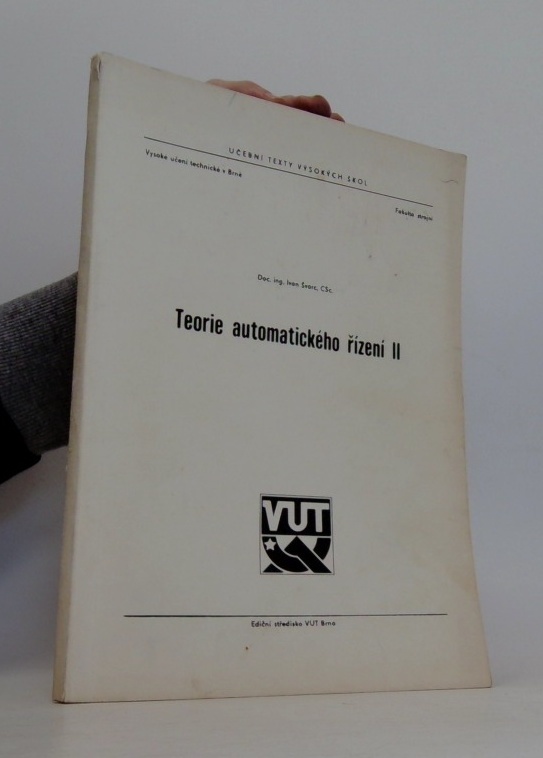 UČEBNÍ TEXTY VYSOKÝCH ŠKOL
Vysoké učení technické v Brně
Fakulta strojní
Doc. ing. Ivan Švarc, CSc.
Teorie automatického řízení II
VUT
Ediční středisko VUT Brno